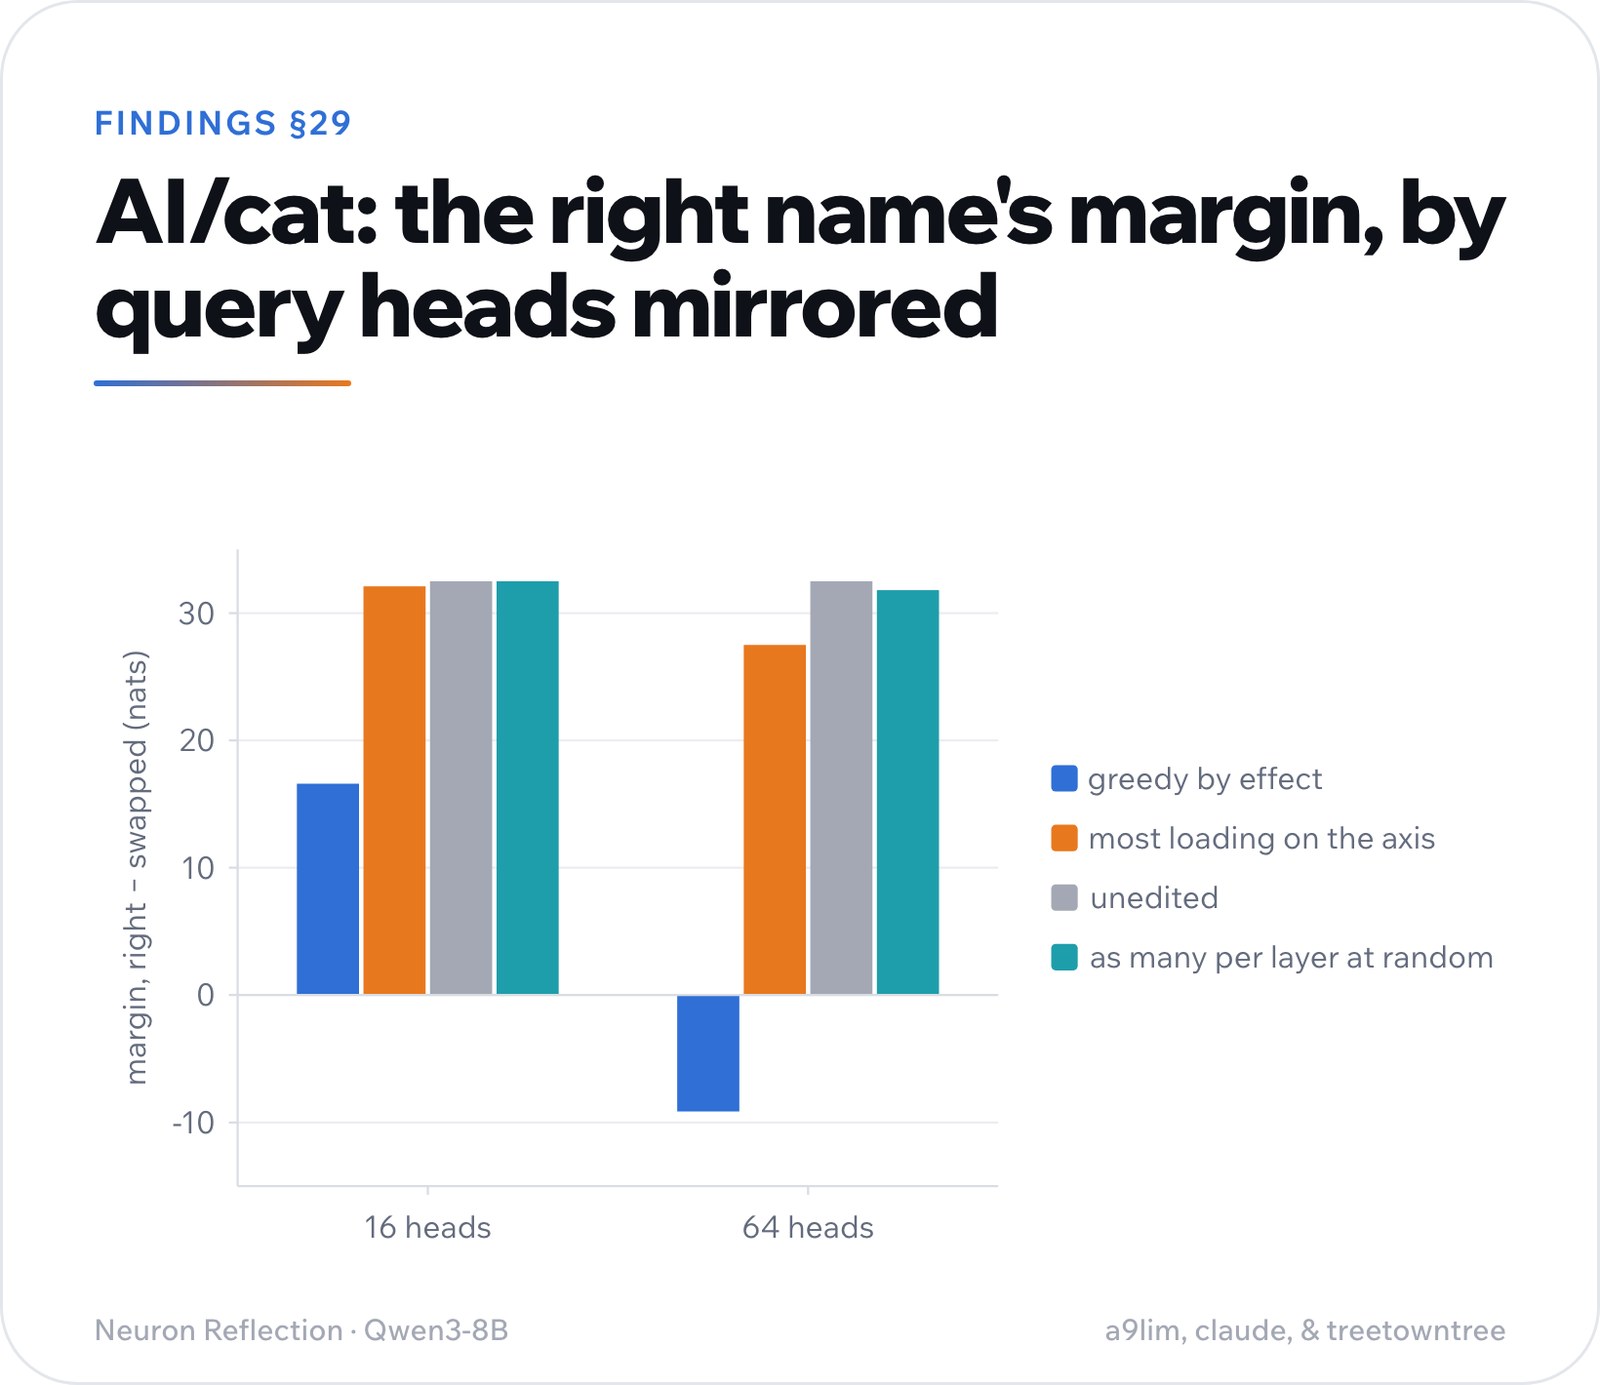 FINDINGS §29
AI/cat: the right name's margin, by
query heads mirrored
margin, right − swapped (nats)
30
20
10
0
-10
16 heads
64 heads
greedy by effect
most loading on the axis
unedited
as many per layer at random
Neuron Reflection · Qwen3-8B
a9lim, claude, & treetowntree